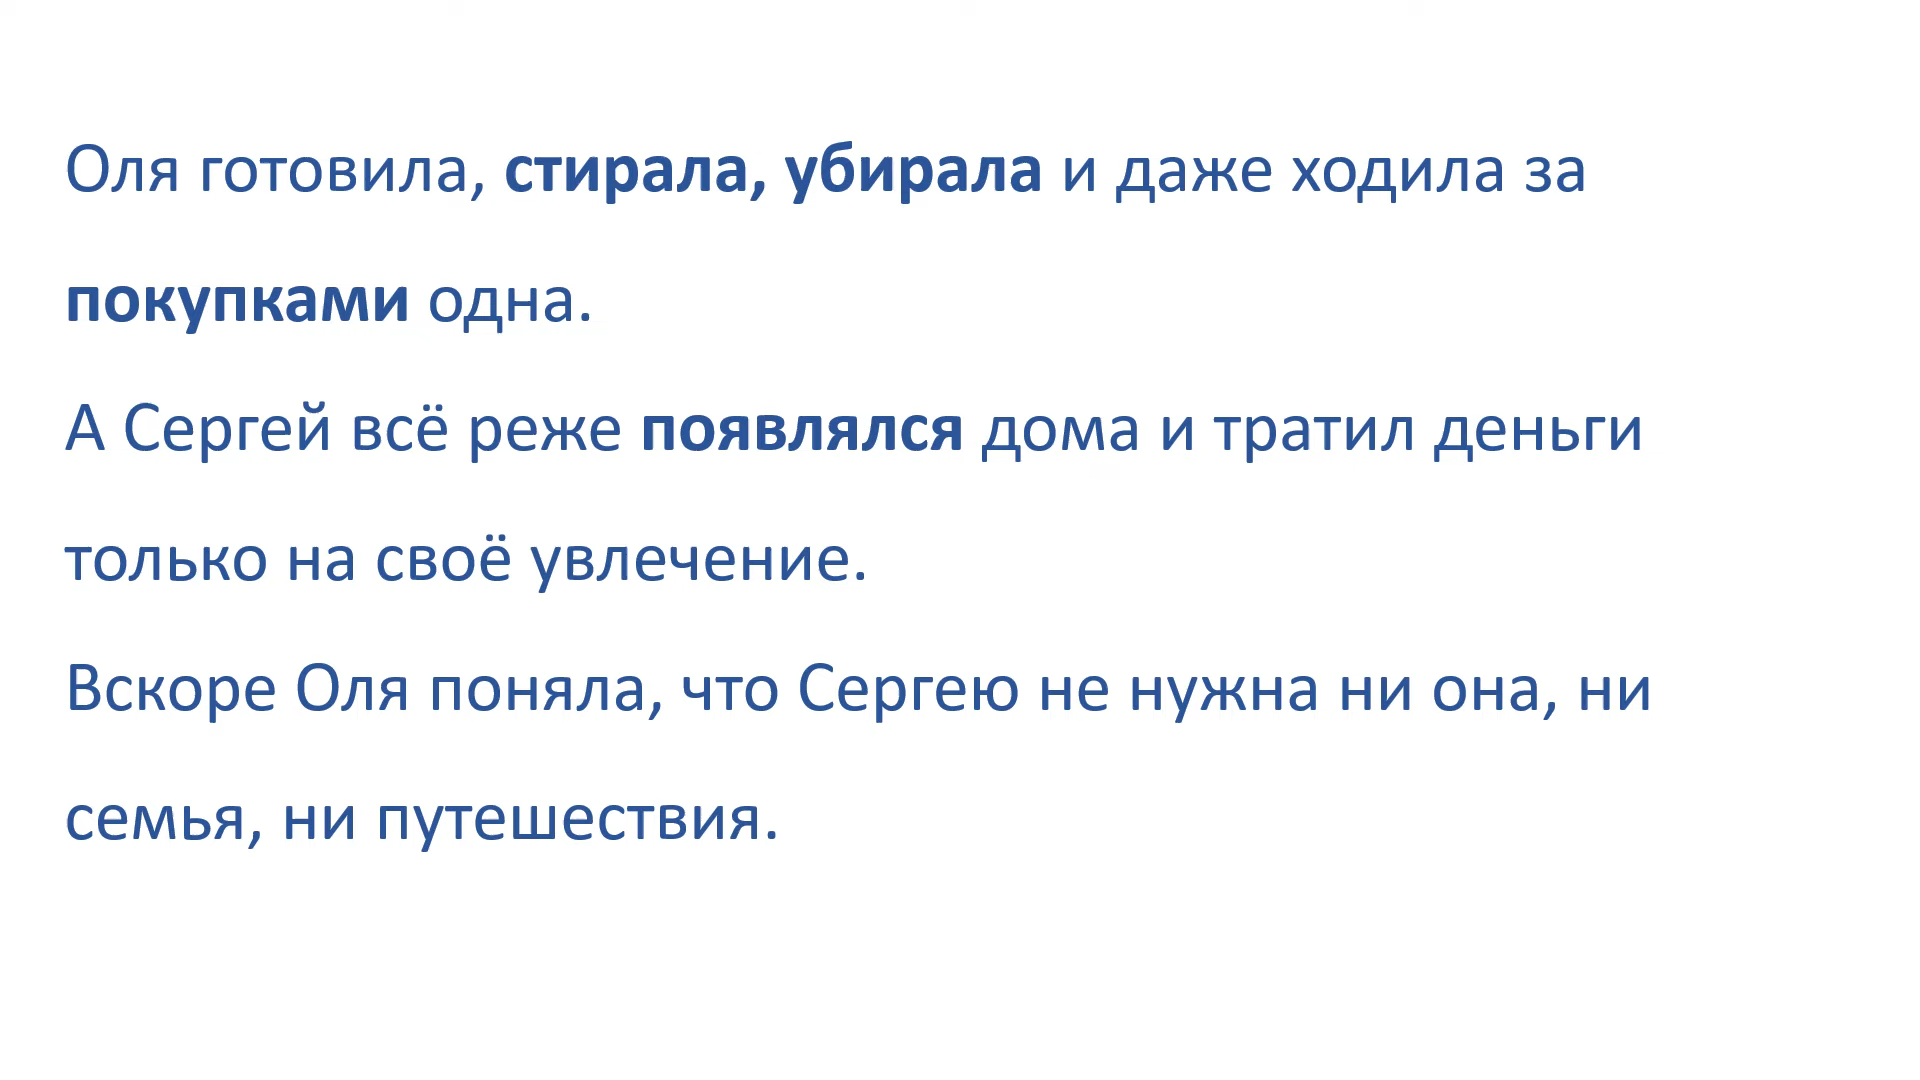 Оля готовила, стирала, убирала и даже ходила за
покупками одна.
А Сергей всё реже появлялся дома и тратил деньги
только на своё увлечение.
Вскоре Оля поняла, что Сергею не нужна ни она, ни
семья, ни путешествия.